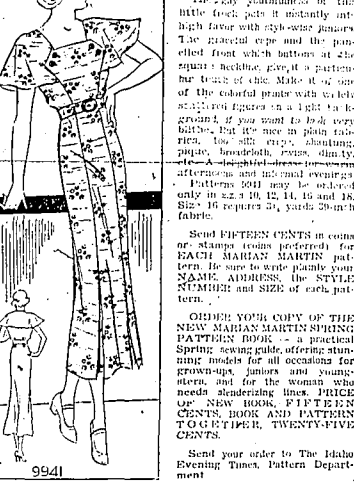 The gay youthfulness of this
little frock puts it instantly into
high favor with style-wise juniors.
The graceful cape and the pan-
elled front which buttons at the
square neckline, give it a particu-
lar touch of chic. Make it of one
of the colorful prints with widely
scattered figures on a light back-
ground, if you want to look very
blithe. But it's nice in plain fab-
rics, too silk crepe, shantung,
pique, broadcloth, swiss, dimity,
etc. A delightful dress for warm
afternoons and informal evenings.
Patterns 9941 may be ordered
only in sizes 10, 12, 14, 16 and 18.
Size 16 requires yards 39-inch
fabric.
Send FIFTEEN CENTS in coins
or stamps (coins preferred) for
EACH MARIAN MARTIN pat-
tern. Be sure to write plainly your
NAME, ADDRESS, the STYLE
NUMBER and SIZE of each pat-
tern.
ORDER YOUR COPY OF THE
NEW MARIAN MARTIN SPRING
PATTERN BOOK -- a practical
Spring sewing guide, offering stun-
ning models for all occasions for
grown-ups, juniors and young-
stern, and for the woman who
needs slenderizing lines. PRICE
OF NEW BOOK, FIFTEEN
CENTS, BOOK AND PATTERN
TOGETHER, TWENTY-FIVE
CENTS.
Send your order to The Idaho
Evening Times, Pattern Depart-
ment
9941